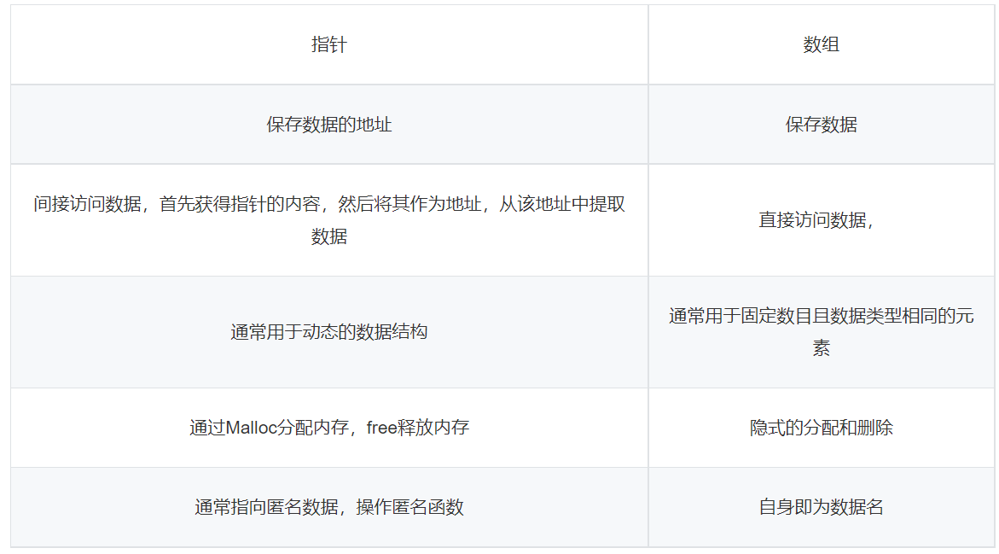 指针
数组
保存数据的地址
保存数据
间接访问数据，首先获得指针的内容，然后将其作为地址，从该地址中提取
数据
直接访问数据，
通常用于动态的数据结构
通常用于固定数目且数据类型相同的元
素
通过Malloc分配内存，free释放内存
隐式的分配和删除
通常指向匿名数据，操作匿名函数
自身即为数据名